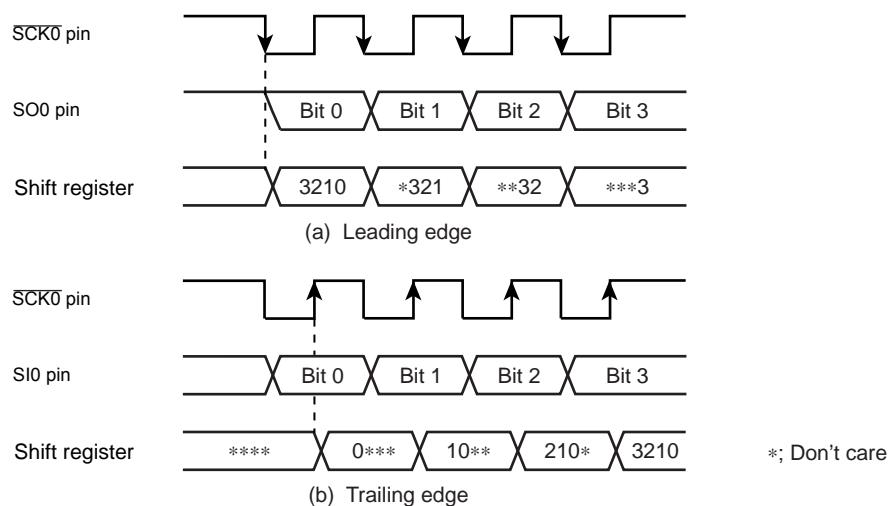 SCK0 pin
SO0 pin
Bit 0 Bit 1 Bit 2 Bit 3
Shift register
3210 *321 **32 ***3
(a) Leading edge
SCK0 pin
SI0 pin
Bit 0 Bit 1 Bit 2 Bit 3
Shift register
**** 0*** 10** 210* 3210
*; Don't care
(b) Trailing edge